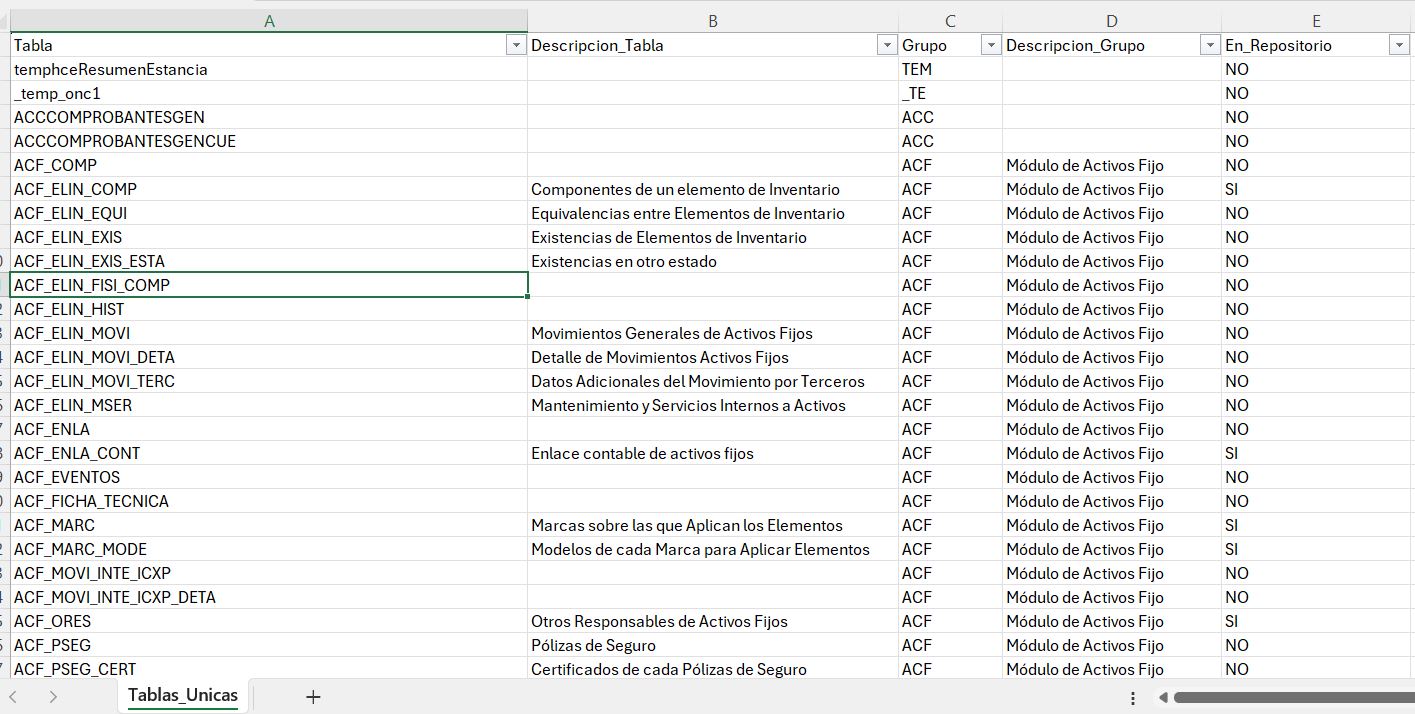 A B C D E
Tabla Descripcion_Tabla Grupo Descripcion_Grupo En_Repositorio
temphceResumenEstancia TEM NO
_temp_onc1 _TE NO
ACCCOMPROBANTESGEN ACC NO
ACCCOMPROBANTESGENCUE ACC NO
ACF_COMP ACF Módulo de Activos Fijo NO
ACF_ELIN_COMP Componentes de un elemento de Inventario ACF Módulo de Activos Fijo SI
ACF_ELIN_EQUI Equivalencias entre Elementos de Inventario ACF Módulo de Activos Fijo NO
ACF_ELIN_EXIS Existencias de Elementos de Inventario ACF Módulo de Activos Fijo NO
ACF_ELIN_EXIS_ESTA Existencias en otro estado ACF Módulo de Activos Fijo NO
ACF_ELIN_FISI_COMP ACF Módulo de Activos Fijo NO
ACF_ELIN_HIST ACF Módulo de Activos Fijo NO
ACF_ELIN_MOVI Movimientos Generales de Activos Fijos ACF Módulo de Activos Fijo NO
ACF_ELIN_MOVI_DETA Detalle de Movimientos Activos Fijos ACF Módulo de Activos Fijo NO
ACF_ELIN_MOVI_TERC Datos Adicionales del Movimiento por Terceros ACF Módulo de Activos Fijo NO
ACF_ELIN_MSER Mantenimiento y Servicios Internos a Activos ACF Módulo de Activos Fijo NO
ACF_ENLA ACF Módulo de Activos Fijo NO
ACF_ENLA_CONT Enlace contable de activos fijos ACF Módulo de Activos Fijo SI
ACF_EVENTOS ACF Módulo de Activos Fijo NO
ACF_FICHA_TECNICA ACF Módulo de Activos Fijo NO
ACF_MARC Marcas sobre las que Aplican los Elementos ACF Módulo de Activos Fijo SI
ACF_MARC_MODE Modelos de cada Marca para Aplicar Elementos ACF Módulo de Activos Fijo SI
ACF_MOVI_INTE_ICXP ACF Módulo de Activos Fijo NO
ACF_MOVI_INTE_ICXP_DETA ACF Módulo de Activos Fijo NO
ACF_ORES Otros Responsables de Activos Fijos ACF Módulo de Activos Fijo SI
ACF_PSEG Pólizas de Seguro ACF Módulo de Activos Fijo NO
ACF_PSEG_CERT Certificados de cada Pólizas de Seguro ACF Módulo de Activos Fijo NO
Tablas_Unicas